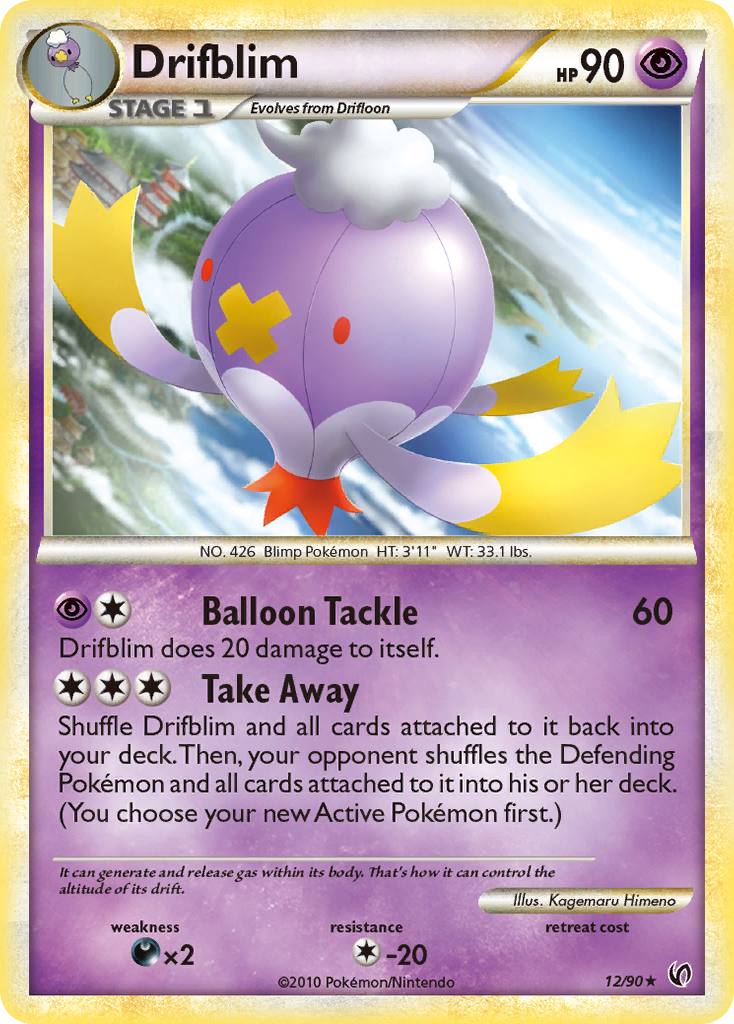 Drifblim
HP 90
STAGE 1
Evolves from Drifloon
NO. 426 Blimp Pokémon HT: 3'11" WT: 33.1 lbs.
Balloon Tackle 60
Drifblim does 20 damage to itself.
Take Away
Shuffle Drifblim and all cards attached to it back into
your deck. Then, your opponent shuffles the Defending
Pokémon and all cards attached to it into his or her deck.
(You choose your new Active Pokémon first.)
It can generate and release gas within its body. That's how it can control the
altitude of its drift.
Illus. Kagemaru Himeno
weakness resistance retreat cost
×2 -20
©2010 Pokémon/Nintendo 12/90★